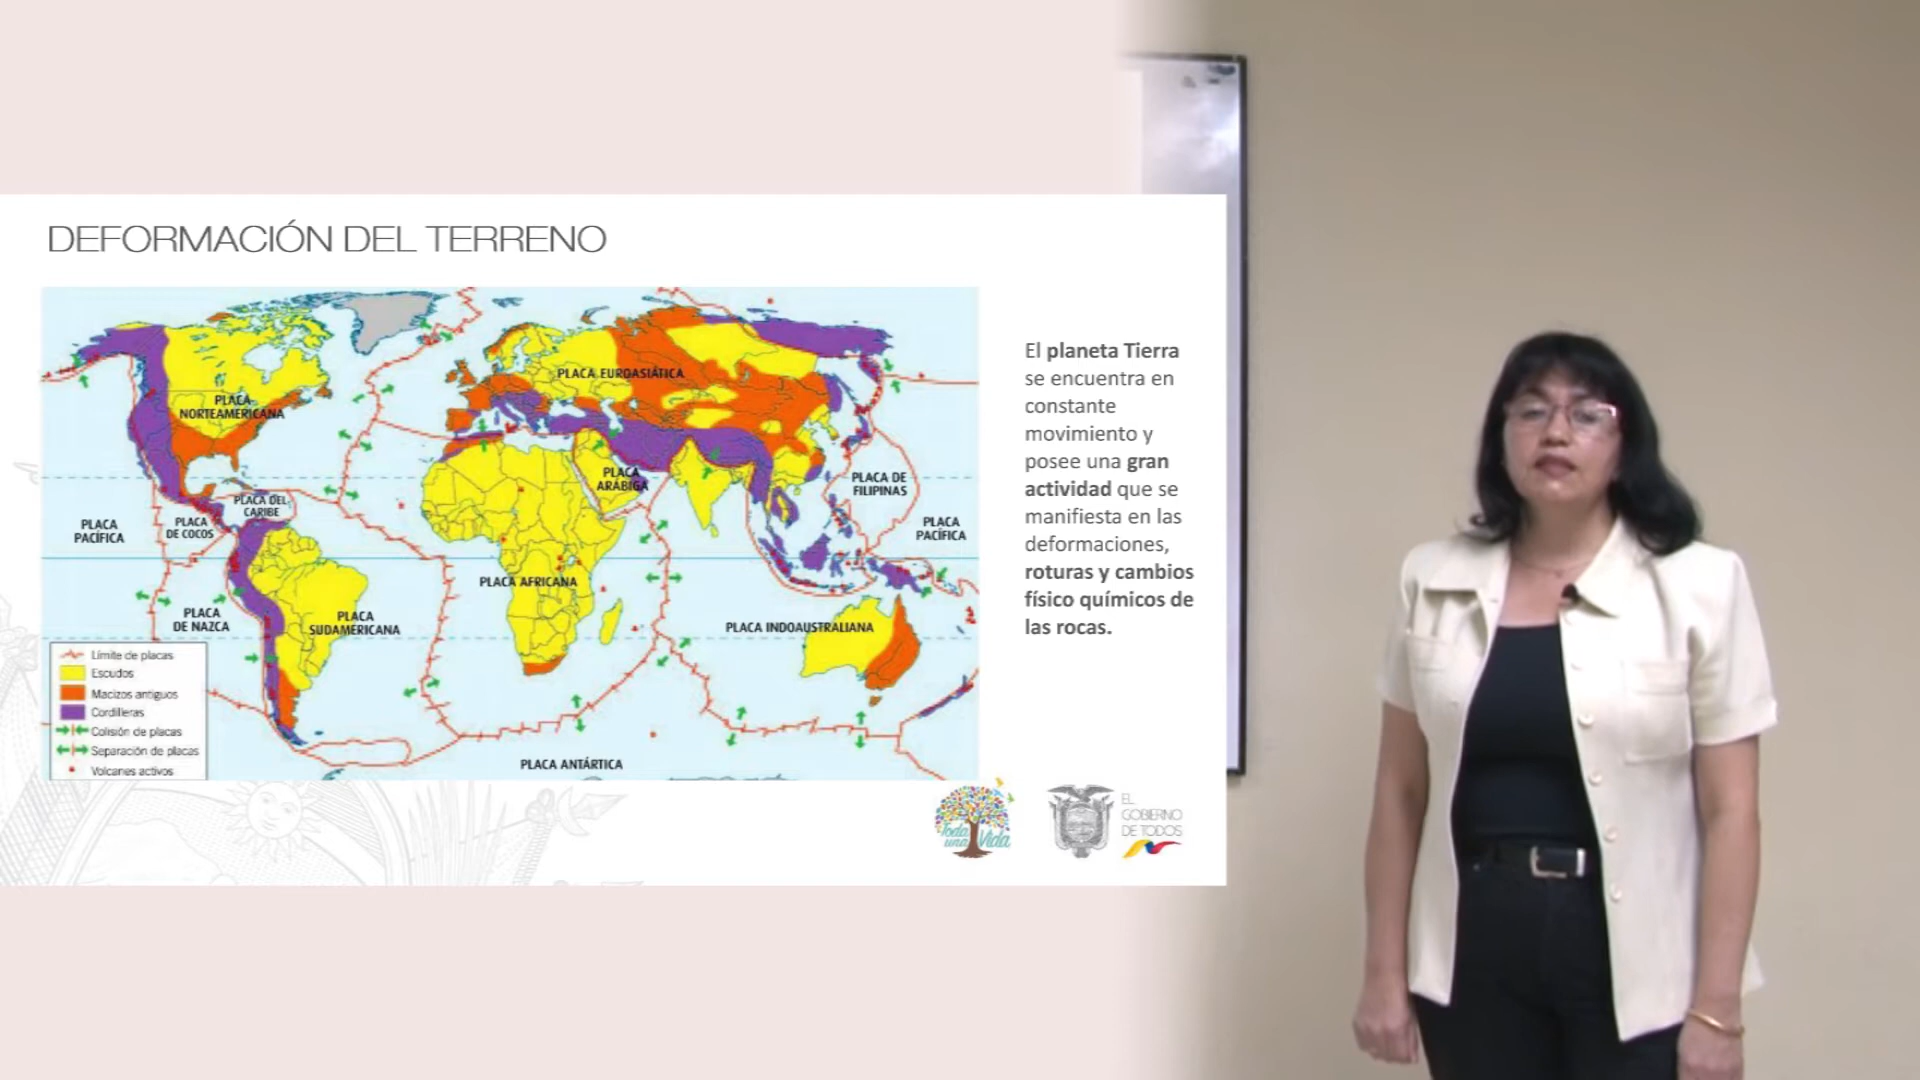 DEFORMACIÓN DEL TERRENO
PLACA
NORTEAMERICANA
PLACA EUROASIÁTICA
PLACA
ARÁBIGA
PLACA DE
FILIPINAS
PLACA DEL
CARIBE
PLACA
PACÍFICA
PLACA
DE COCOS
PLACA
PACÍFICA
PLACA AFRICANA
PLACA
DE NAZCA
PLACA
SUDAMERICANA
PLACA INDOAUSTRALIANA
PLACA ANTÁRTICA
Límite de placas
Escudos
Macizos antiguos
Cordilleras
Colisión de placas
Separación de placas
Volcanes activos
El planeta Tierra
se encuentra en
constante
movimiento y
posee una gran
actividad que se
manifiesta en las
deformaciones,
roturas y cambios
físico químicos de
las rocas.
Toda
una Vida
EL
GOBIERNO
DE TODOS